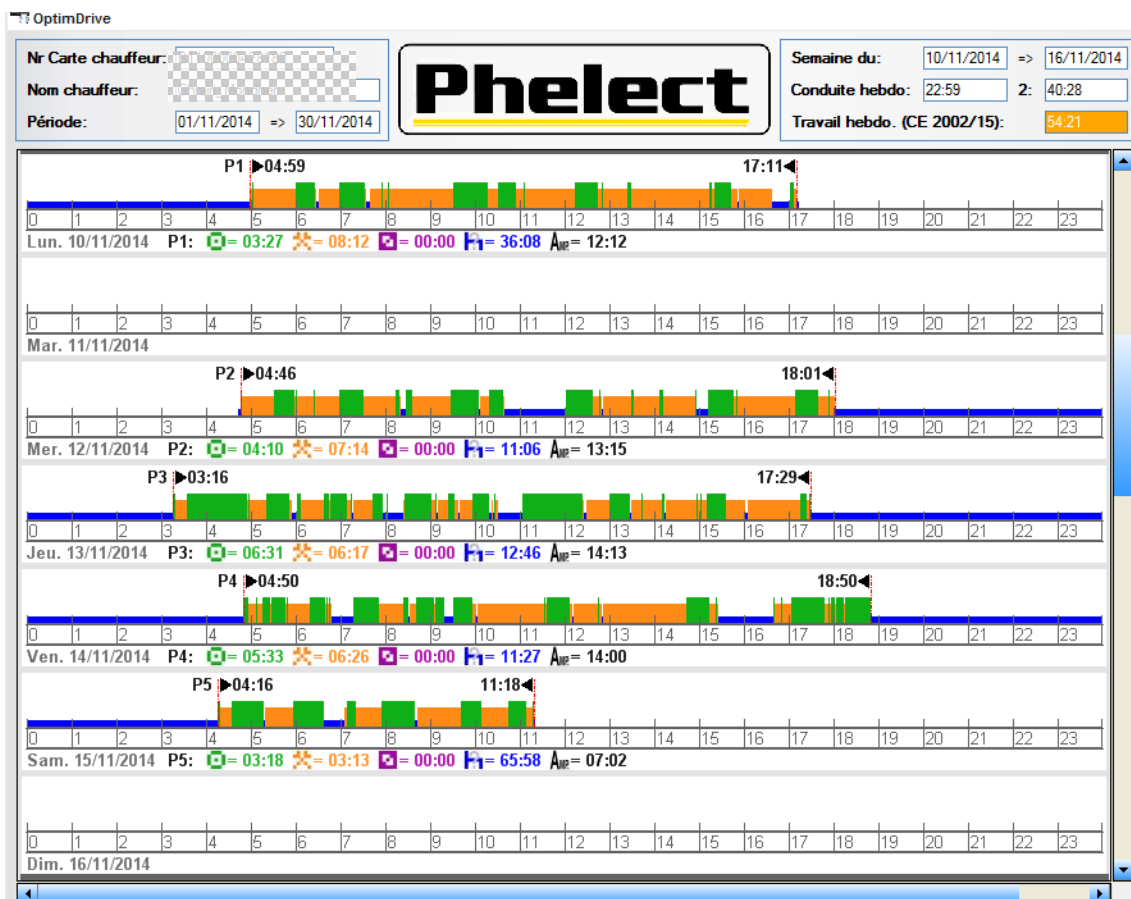 OptimDrive
Nr Carte chauffeur:
Nom chauffeur:
Période: 01/11/2014 => 30/11/2014
Phelect
Semaine du: 10/11/2014 => 16/11/2014
Conduite hebdo: 22:59 2: 40:28
Travail hebdo. (CE 2002/15): 54:21
P1 04:59 17:11
0 1 2 3 4 5 6 7 8 9 10 11 12 13 14 15 16 17 18 19 20 21 22 23
Lun. 10/11/2014 P1: = 03:27 = 08:12 = 00:00 = 36:08 AMP= 12:12
0 1 2 3 4 5 6 7 8 9 10 11 12 13 14 15 16 17 18 19 20 21 22 23
Mar. 11/11/2014
P2 04:46 18:01
0 1 2 3 4 5 6 7 8 9 10 11 12 13 14 15 16 17 18 19 20 21 22 23
Mer. 12/11/2014 P2: = 04:10 = 07:14 = 00:00 = 11:06 AMP= 13:15
P3 03:16 17:29
0 1 2 3 4 5 6 7 8 9 10 11 12 13 14 15 16 17 18 19 20 21 22 23
Jeu. 13/11/2014 P3: = 06:31 = 06:17 = 00:00 = 12:46 AMP= 14:13
P4 04:50 18:50
0 1 2 3 4 5 6 7 8 9 10 11 12 13 14 15 16 17 18 19 20 21 22 23
Ven. 14/11/2014 P4: = 05:33 = 06:26 = 00:00 = 11:27 AMP= 14:00
P5 04:16 11:18
0 1 2 3 4 5 6 7 8 9 10 11 12 13 14 15 16 17 18 19 20 21 22 23
Sam. 15/11/2014 P5: = 03:18 = 03:13 = 00:00 = 65:58 AMP= 07:02
0 1 2 3 4 5 6 7 8 9 10 11 12 13 14 15 16 17 18 19 20 21 22 23
Dim. 16/11/2014